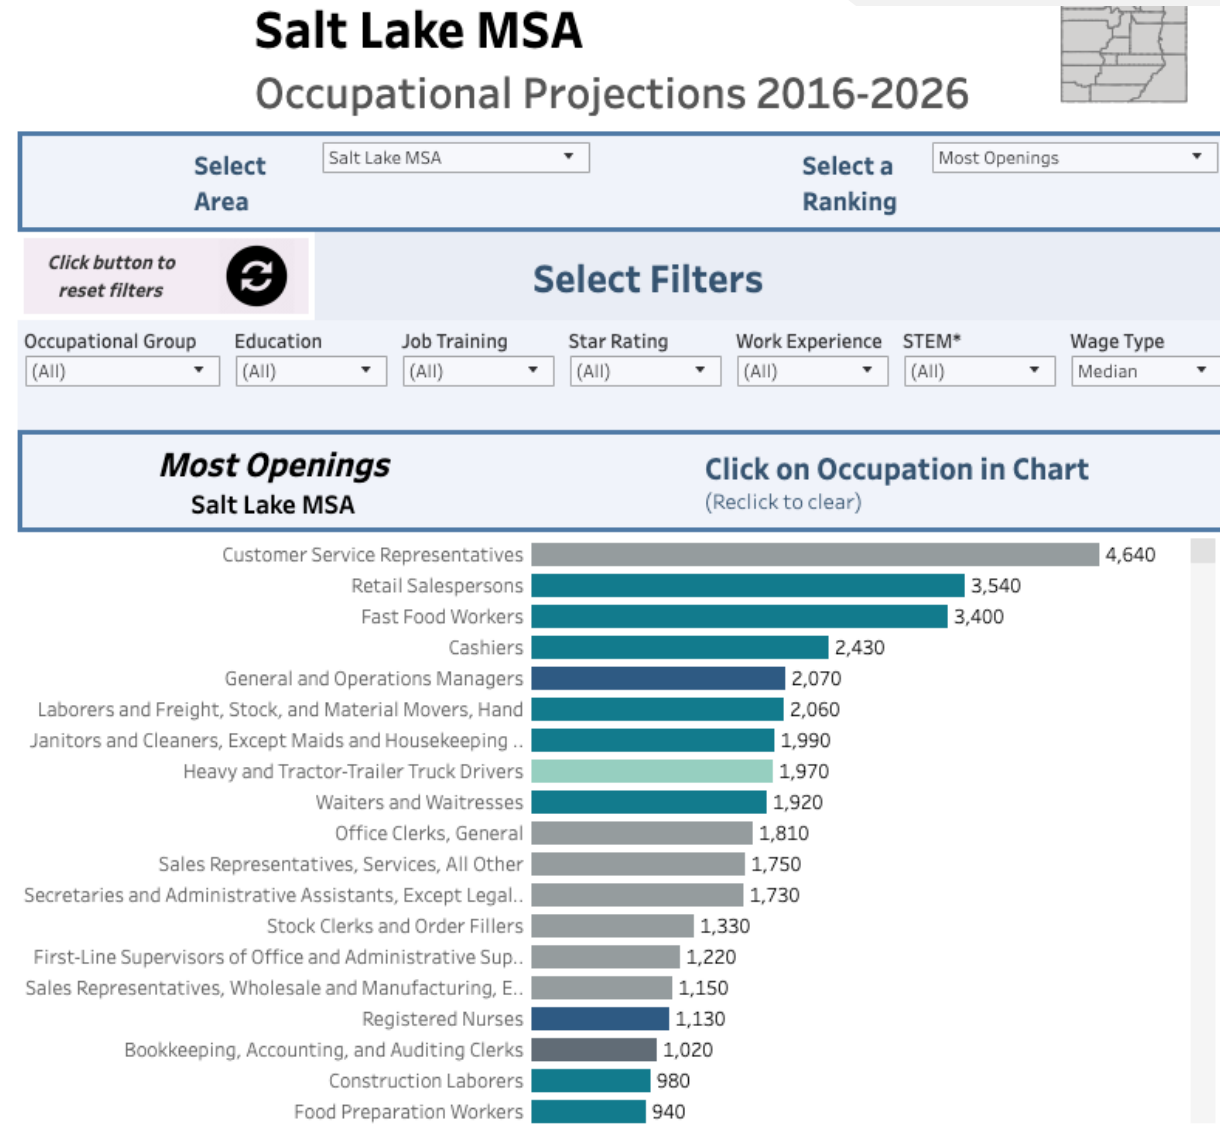 Salt Lake MSA
Occupational Projections 2016-2026
Select Area
Salt Lake MSA
Select a Ranking
Most Openings
Click button to
reset filters
Select Filters
Occupational Group
Education
Job Training
Star Rating
Work Experience
STEM*
Wage Type
(All)
(All)
(All)
(All)
(All)
(All)
Median
Most Openings
Salt Lake MSA
Click on Occupation in Chart
(Reclick to clear)
Customer Service Representatives 4,640
Retail Salespersons 3,540
Fast Food Workers 3,400
Cashiers 2,430
General and Operations Managers 2,070
Laborers and Freight, Stock, and Material Movers, Hand 2,060
Janitors and Cleaners, Except Maids and Housekeeping .. 1,990
Heavy and Tractor-Trailer Truck Drivers 1,970
Waiters and Waitresses 1,920
Office Clerks, General 1,810
Sales Representatives, Services, All Other 1,750
Secretaries and Administrative Assistants, Except Legal.. 1,730
Stock Clerks and Order Fillers 1,330
First-Line Supervisors of Office and Administrative Sup.. 1,220
Sales Representatives, Wholesale and Manufacturing, E.. 1,150
Registered Nurses 1,130
Bookkeeping, Accounting, and Auditing Clerks 1,020
Construction Laborers 980
Food Preparation Workers 940